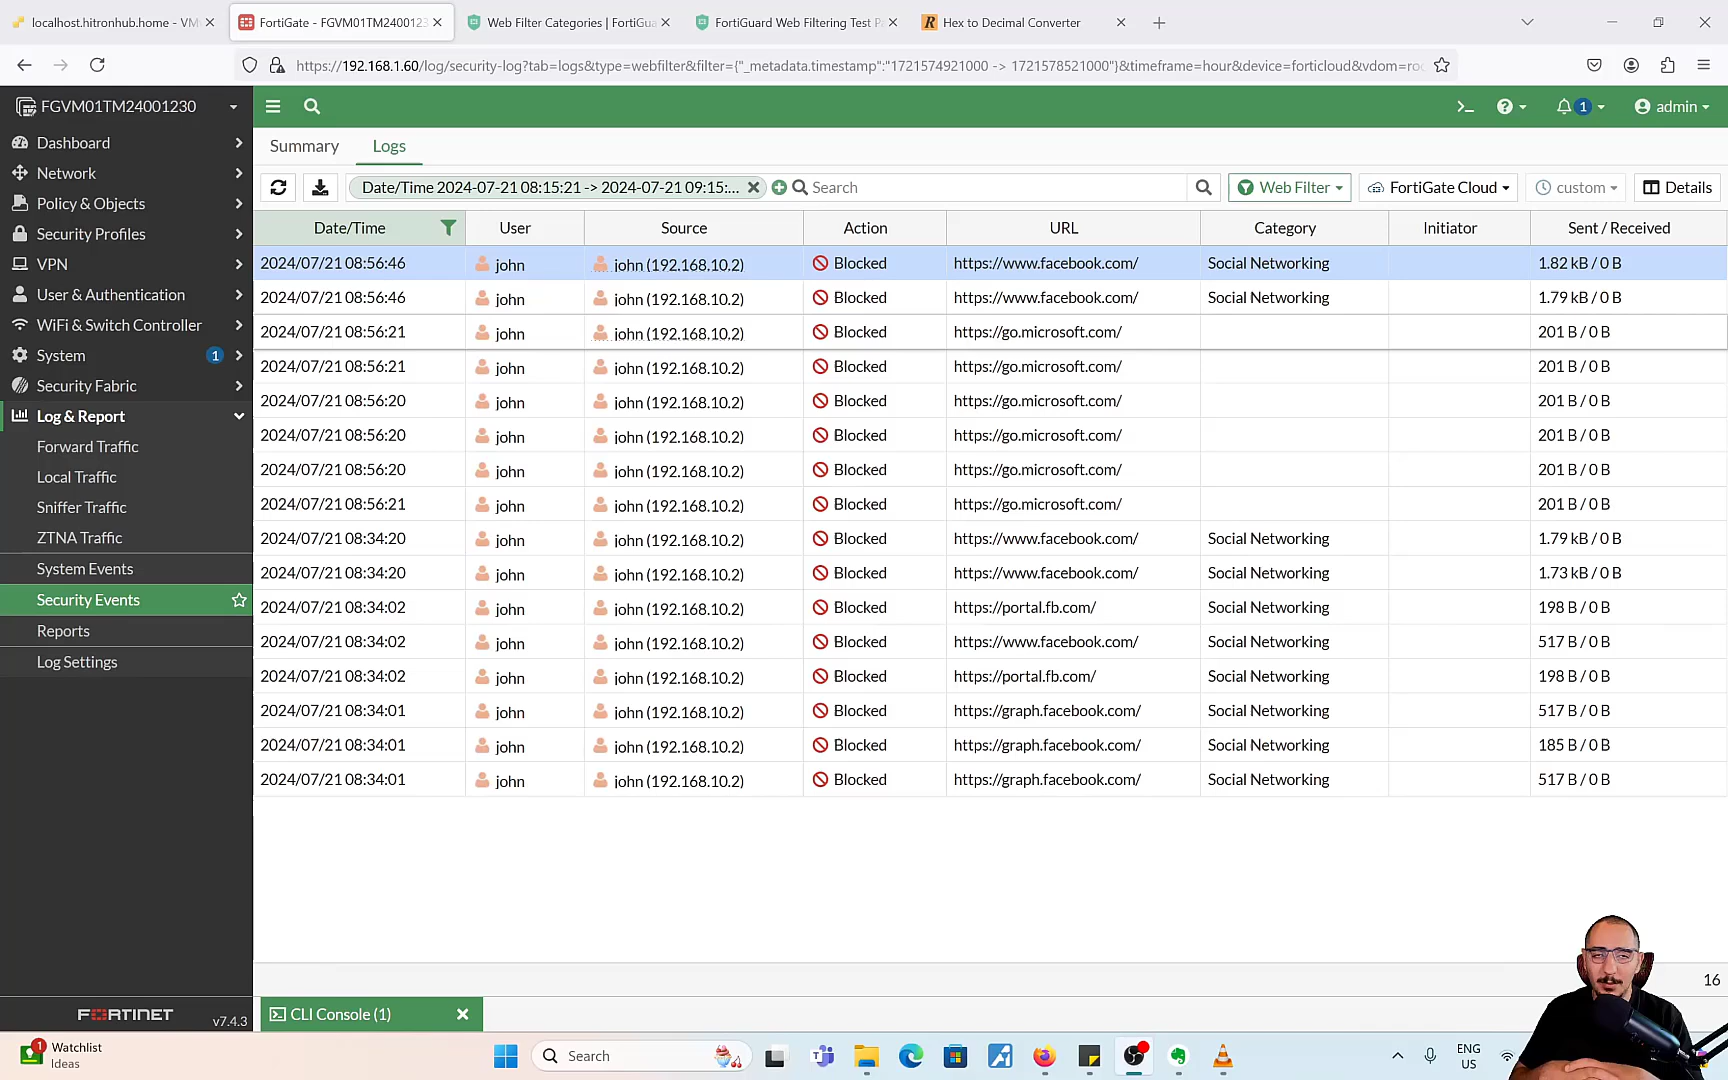 localhost.hitronhub.home - VM
FortiGate - FGVM01TM2400123
Web Filter Categories | FortiGua
FortiGuard Web Filtering Test Pa
Hex to Decimal Converter
https://192.168.1.60/log/security-log?tab=logs&type=webfilter&filter={"_metadata.timestamp":"1721574921000 -> 1721578521000"}&timeframe=hour&device=forticloud&vdom=roo
FGVM01TM24001230
1
admin
Dashboard
Network
Policy & Objects
Security Profiles
VPN
User & Authentication
WiFi & Switch Controller
System 1
Security Fabric
Log & Report
Forward Traffic
Local Traffic
Sniffer Traffic
ZTNA Traffic
System Events
Security Events
Reports
Log Settings
FORTINET v7.4.3
Summary Logs
Date/Time 2024-07-21 08:15:21 -> 2024-07-21 09:15:... Search Web Filter FortiGate Cloud custom Details
Date/Time User Source Action URL Category Initiator Sent / Received
2024/07/21 08:56:46 john john (192.168.10.2) Blocked https://www.facebook.com/ Social Networking 1.82 kB / 0 B
2024/07/21 08:56:46 john john (192.168.10.2) Blocked https://www.facebook.com/ Social Networking 1.79 kB / 0 B
2024/07/21 08:56:21 john john (192.168.10.2) Blocked https://go.microsoft.com/ 201 B / 0 B
2024/07/21 08:56:21 john john (192.168.10.2) Blocked https://go.microsoft.com/ 201 B / 0 B
2024/07/21 08:56:20 john john (192.168.10.2) Blocked https://go.microsoft.com/ 201 B / 0 B
2024/07/21 08:56:20 john john (192.168.10.2) Blocked https://go.microsoft.com/ 201 B / 0 B
2024/07/21 08:56:20 john john (192.168.10.2) Blocked https://go.microsoft.com/ 201 B / 0 B
2024/07/21 08:56:21 john john (192.168.10.2) Blocked https://go.microsoft.com/ 201 B / 0 B
2024/07/21 08:34:20 john john (192.168.10.2) Blocked https://www.facebook.com/ Social Networking 1.79 kB / 0 B
2024/07/21 08:34:20 john john (192.168.10.2) Blocked https://www.facebook.com/ Social Networking 1.73 kB / 0 B
2024/07/21 08:34:02 john john (192.168.10.2) Blocked https://portal.fb.com/ Social Networking 198 B / 0 B
2024/07/21 08:34:02 john john (192.168.10.2) Blocked https://www.facebook.com/ Social Networking 517 B / 0 B
2024/07/21 08:34:02 john john (192.168.10.2) Blocked https://portal.fb.com/ Social Networking 198 B / 0 B
2024/07/21 08:34:01 john john (192.168.10.2) Blocked https://graph.facebook.com/ Social Networking 517 B / 0 B
2024/07/21 08:34:01 john john (192.168.10.2) Blocked https://graph.facebook.com/ Social Networking 185 B / 0 B
2024/07/21 08:34:01 john john (192.168.10.2) Blocked https://graph.facebook.com/ Social Networking 517 B / 0 B
16
CLI Console (1)
1 Watchlist
Ideas
Search
ENG
US